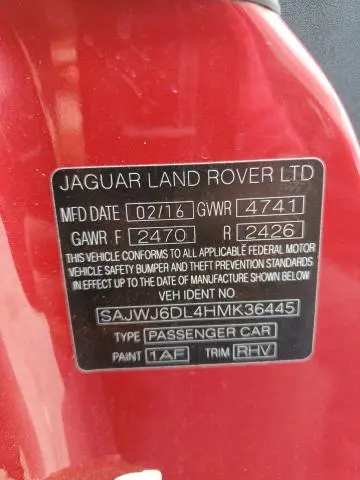 JAGUAR LAND ROVER LTD
MFD DATE 02/16 GVWR 4741
GAWR F 2470 R 2426
THIS VEHICLE CONFORMS TO ALL APPLICABLE FEDERAL MOTOR
VEHICLE SAFETY BUMPER AND THEFT PREVENTION STANDARDS
IN EFFECT UP TO THE DATE OF MANUFACTURE SHOWN BELOW
VEH IDENT NO
SAJWJ6DL4HMK36445
TYPE PASSENGER CAR
PAINT 1AF TRIM RHV